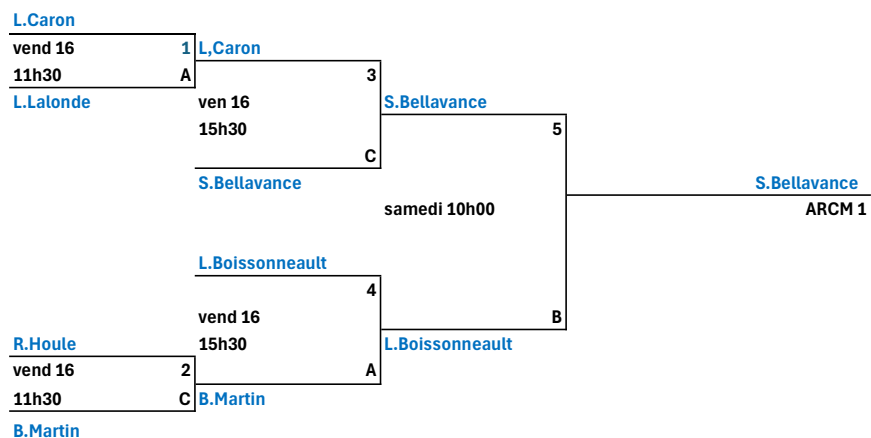 L.Caron
vend 16 1 L,Caron
11h30 A 3
L.Lalonde ven 16 S.Bellavance
15h30 5
C
S.Bellavance S.Bellavance
samedi 10h00 ARCM 1
L.Boissonneault
4
vend 16 B
R.Houle 15h30 L.Boissonneault
vend 16 2 A
11h30 C B.Martin
B.Martin